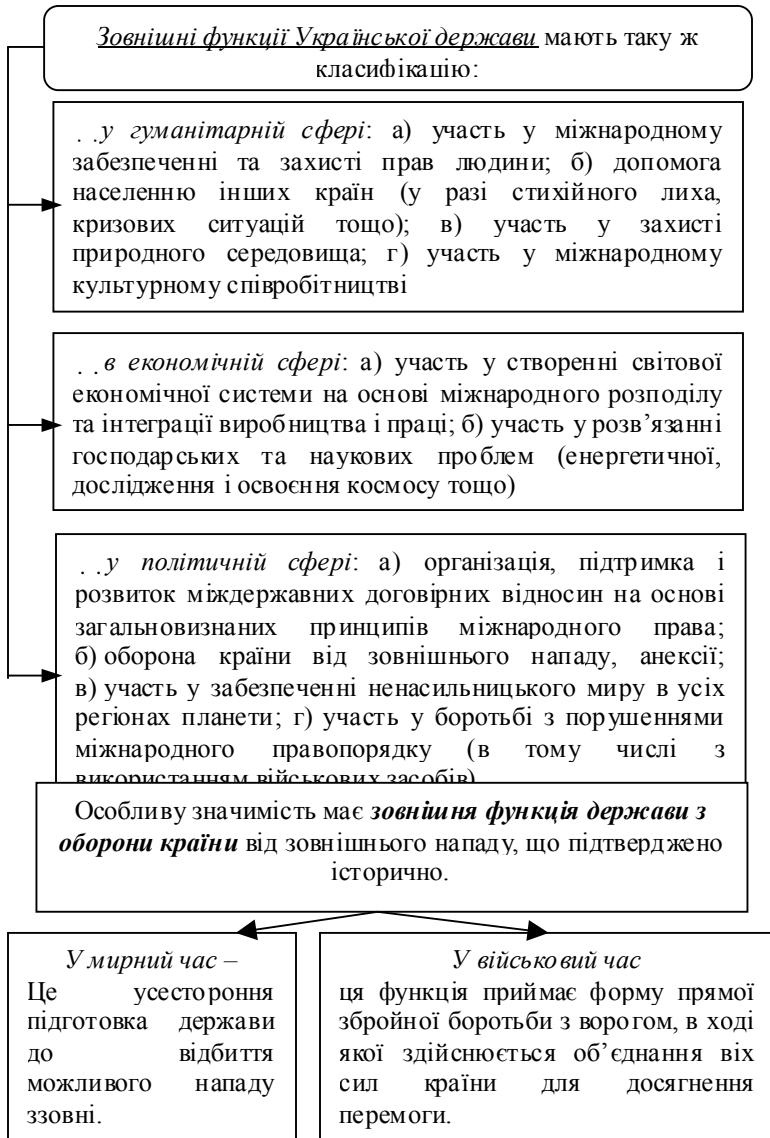 Зовнішні функції Української держави мають таку ж
класифікацію:
. .у гуманітарній сфері: а) участь у міжнародному
забезпеченні та захисті прав людини; б) допомога
населенню інших країн (у разі стихійного лиха,
кризових ситуацій тощо); в) участь у захисті
природного середовища; г) участь у міжнародному
культурному співробітництві
. .в економічній сфері: а) участь у створенні світової
економічної системи на основі міжнародного розподілу
та інтеграції виробництва і праці; б) участь у розв’язанні
господарських та наукових проблем (енергетичної,
дослідження і освоєння космосу тощо)
. .у політичній сфері: а) організація, підтримка і
розвиток міждержавних договірних відносин на основі
загальновизнаних принципів міжнародного права;
б) оборона країни від зовнішнього нападу, анексії;
в) участь у забезпеченні ненасильницького миру в усіх
регіонах планети; г) участь у боротьбі з порушеннями
міжнародного правопорядку (в тому числі з
використанням військових засобів)
Особливу значимість має зовнішня функція держави з
оборони країни від зовнішнього нападу, що підтверджено
історично.
У мирний час –
Це усестороння
підготовка держави
до відбиття
можливого нападу
ззовні.
У військовий час
ця функція приймає форму прямої
збройної боротьби з ворогом, в ході
якої здійснюється об’єднання віх
сил країни для досягнення
перемоги.